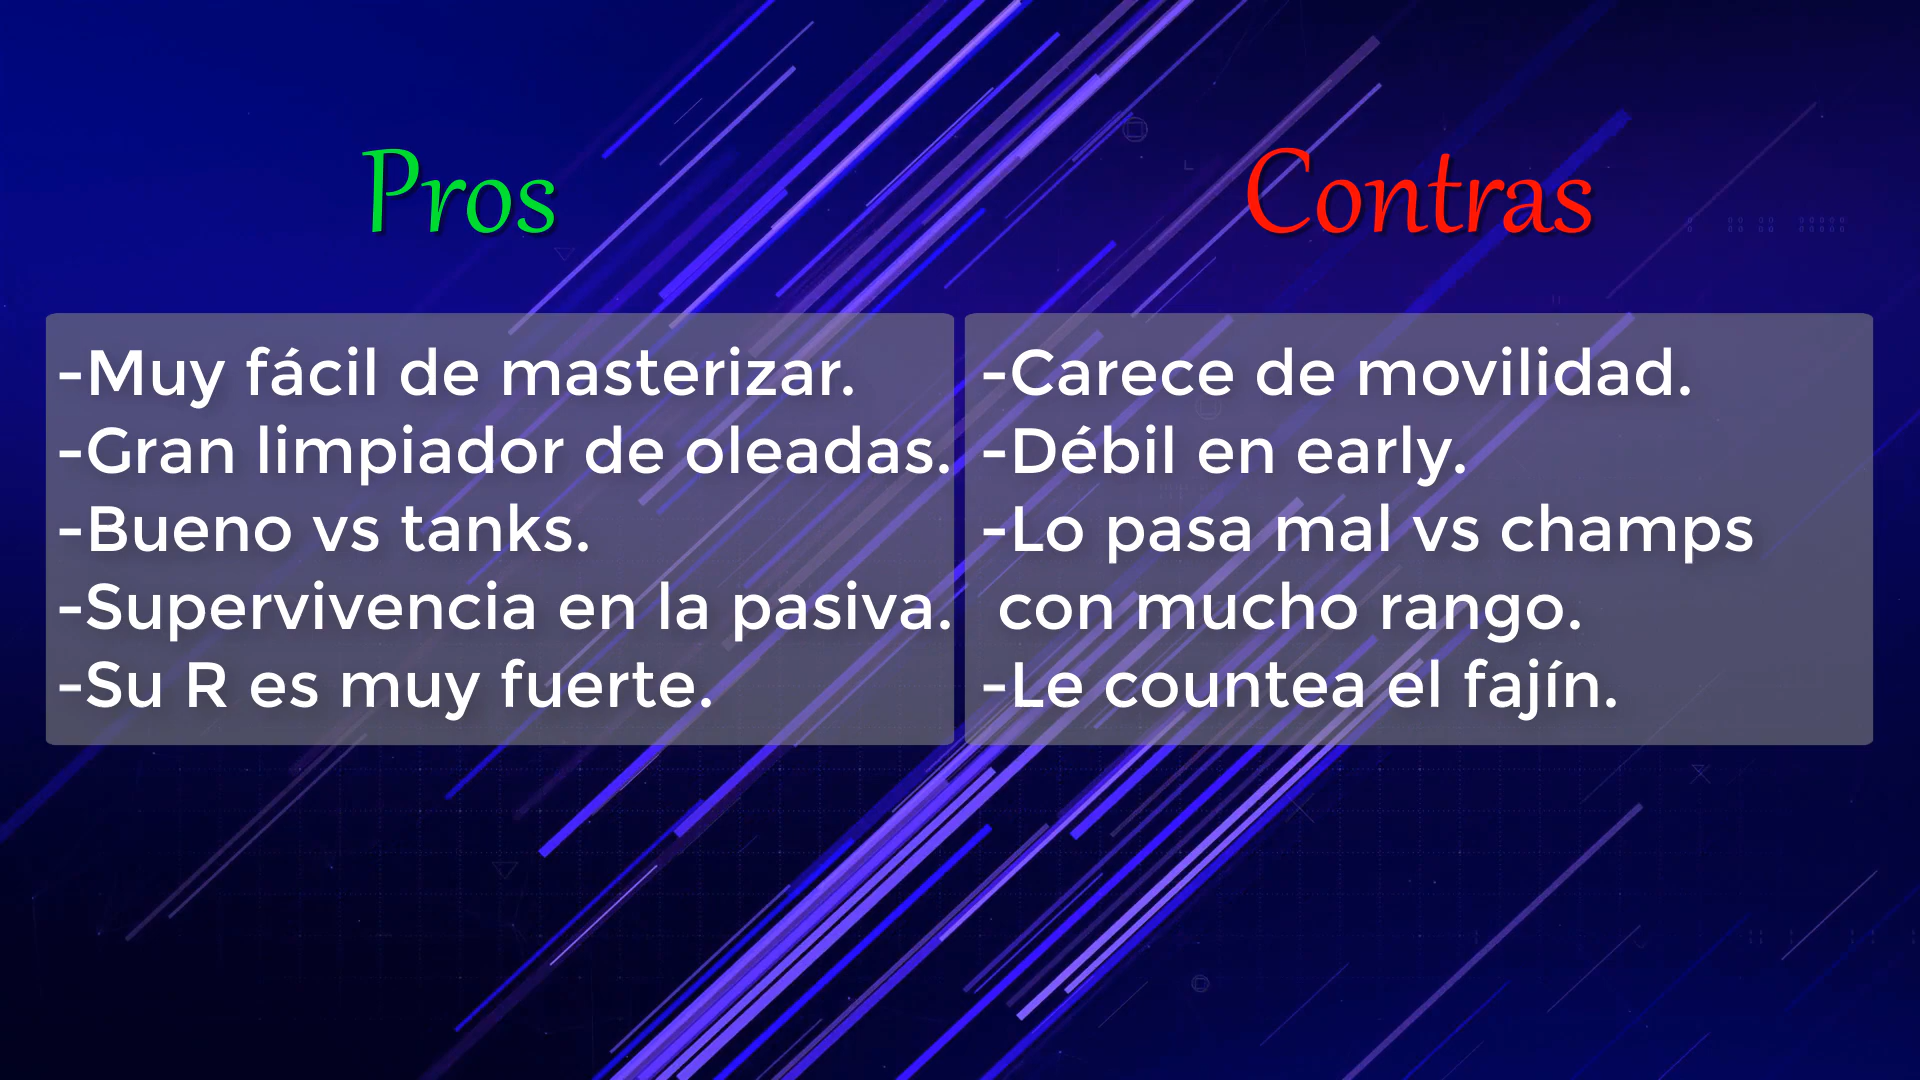 Pros
-Muy fácil de masterizar.
-Gran limpiador de oleadas.
-Bueno vs tanks.
-Supervivencia en la pasiva.
-Su R es muy fuerte.
Contras
-Carece de movilidad.
-Débil en early.
-Lo pasa mal vs champs
con mucho rango.
-Le countea el fajín.